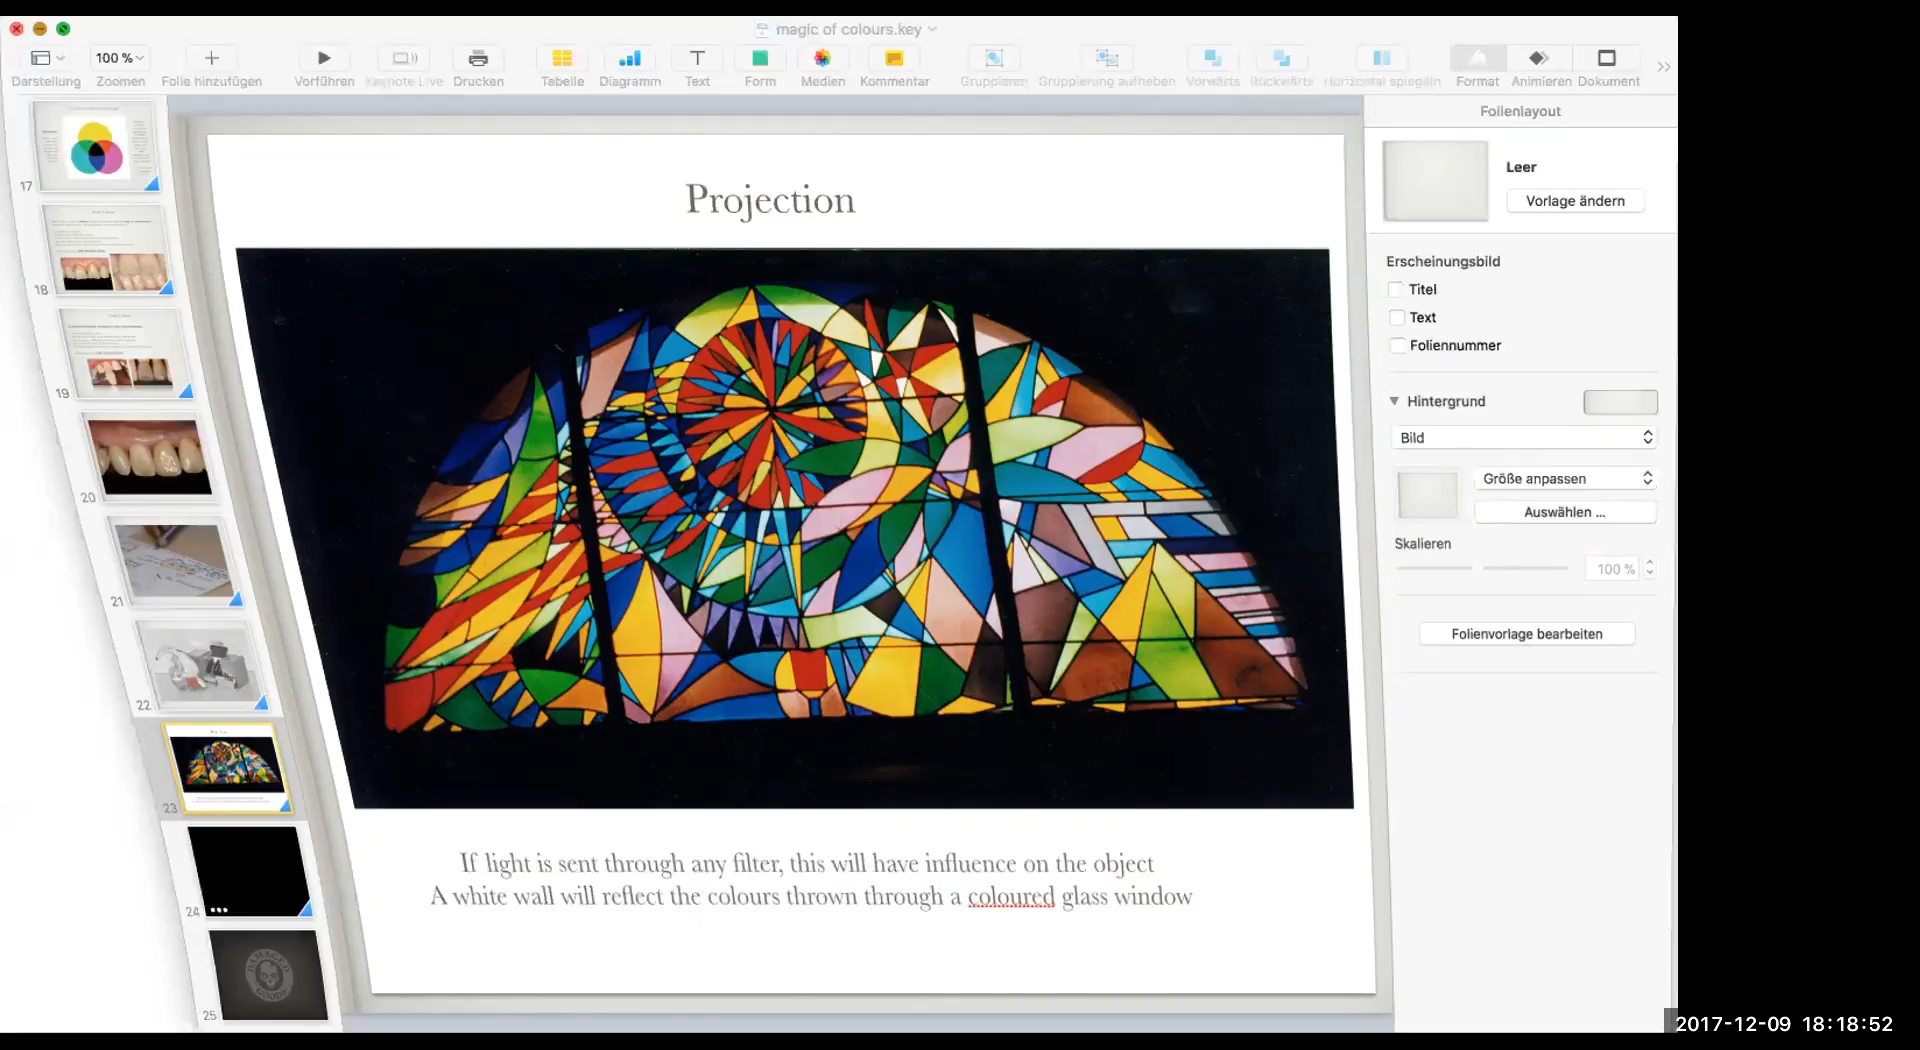 magic of colours.key
100 %
Darstellung
Zoomen
Folie hinzufügen
Vorführen
Keynote Live
Drucken
Tabelle
Diagramm
Text
Form
Medien
Kommentar
Gruppieren
Gruppierung aufheben
Vorwärts
Rückwärts
Horizontal spiegeln
Format
Animieren
Dokument
17
18
19
20
21
22
23
24
25
DAMAGED
GOODS
Projection
If light is sent through any filter, this will have influence on the object
A white wall will reflect the colours thrown through a coloured glass window
Folienlayout
Leer
Vorlage ändern
Erscheinungsbild
Titel
Text
Foliennummer
Hintergrund
Bild
Größe anpassen
Auswählen ...
Skalieren
100 %
Folienvorlage bearbeiten
2017-12-09 18:18:52